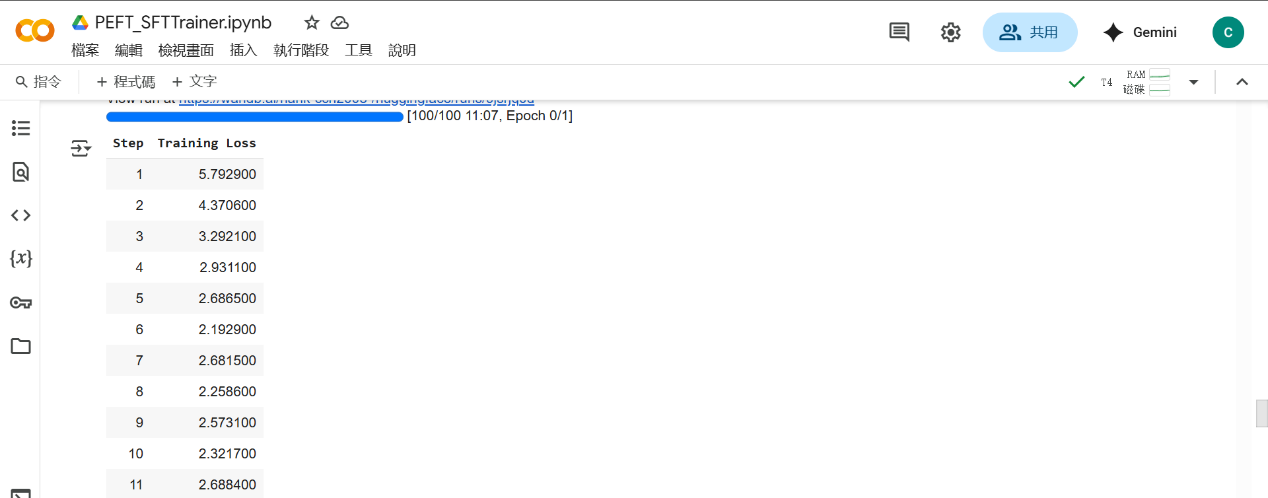 PEFT_SFTTrainer.ipynb
檔案 編輯 檢視畫面 插入 執行階段 工具 說明
共用
Gemini
C
指令 + 程式碼 + 文字
T4 RAM 磁碟
View run at
[100/100 11:07, Epoch 0/1]
Step Training Loss
1 5.792900
2 4.370600
3 3.292100
4 2.931100
5 2.686500
6 2.192900
7 2.681500
8 2.258600
9 2.573100
10 2.321700
11 2.688400
{x}